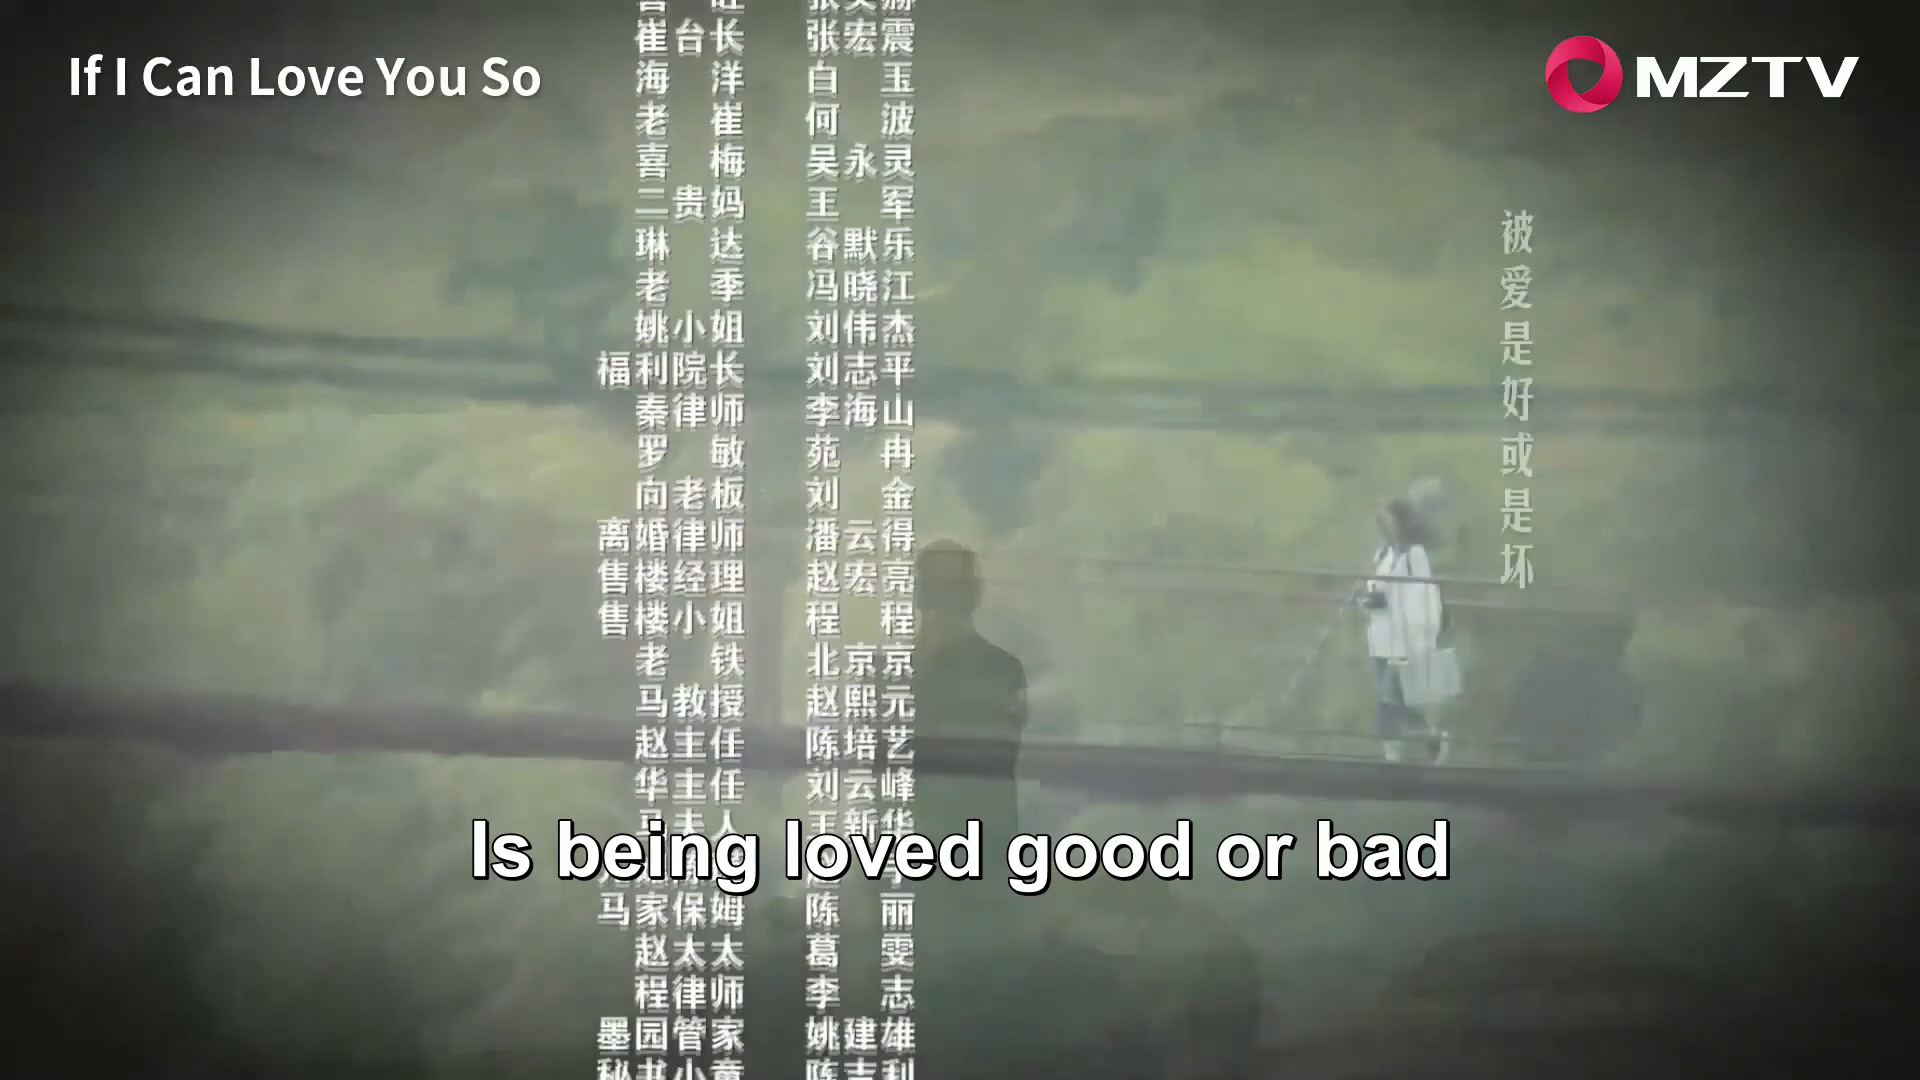 If I Can Love You So
MZTV
崔台长 张宏震
海洋 白玉
老崔 何波
喜梅 吴永灵
二贵妈 王军
琳达 谷默乐
老季 冯晓江
姚小姐 刘伟杰
福利院长 刘志平
秦律师 李海山
罗敏 苑冉
向老板 刘金
离婚律师 潘云得
售楼经理 赵宏亮
售楼小姐 程程
老铁 北京京
马教授 赵熙元
赵主任 陈培艺
华主任 刘云峰
马夫人 王新华
马家保姆 陈丽
赵太太 葛雯
程律师 李志
墨园管家 姚建雄
被爱是好或是坏
Is being loved good or bad